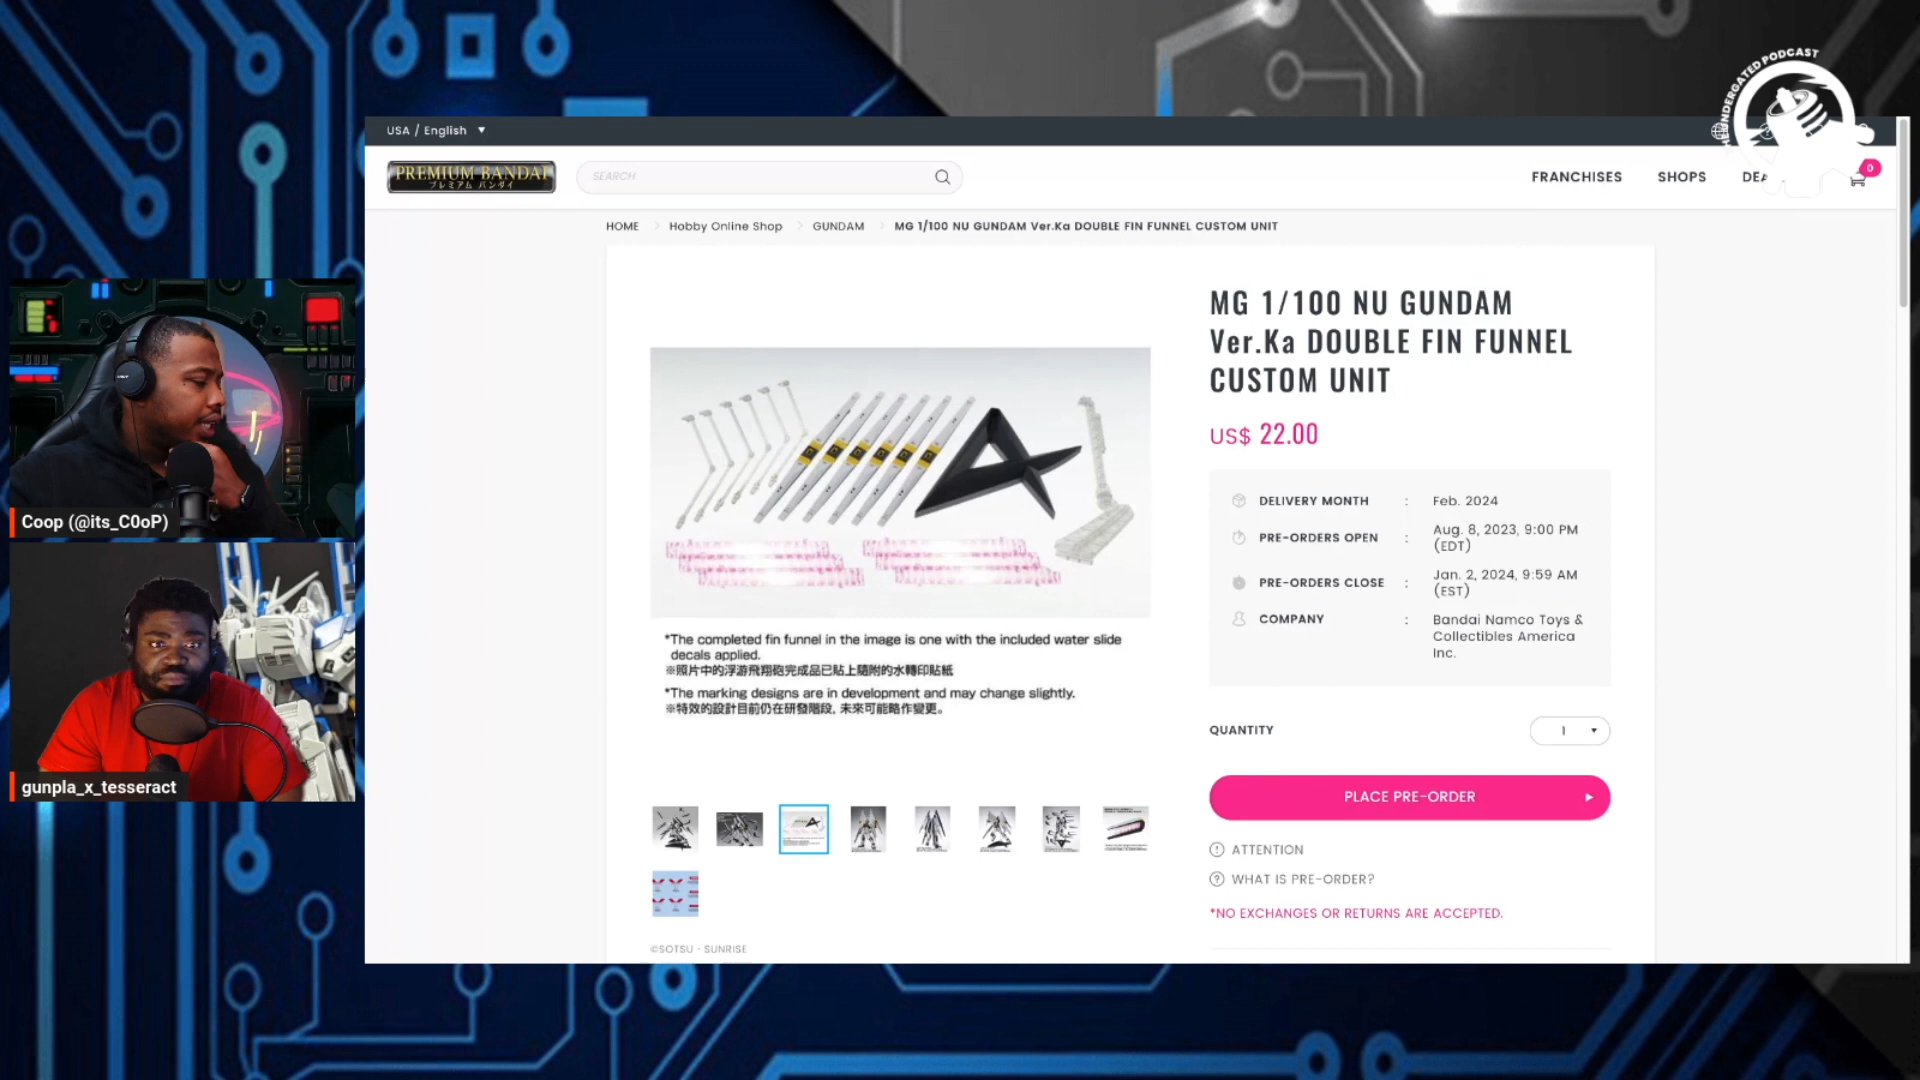 THE UNDERGATED PODCAST
USA / English ▼
PREMIUM BANDAI
プレミアム バンダイ
SEARCH
FRANCHISES
SHOPS
0
HOME
Hobby Online Shop
GUNDAM
MG 1/100 NU GUNDAM Ver.Ka DOUBLE FIN FUNNEL CUSTOM UNIT
MG 1/100 NU GUNDAM
Ver.Ka DOUBLE FIN FUNNEL
CUSTOM UNIT
US$ 22.00
DELIVERY MONTH : Feb. 2024
PRE-ORDERS OPEN : Aug. 8, 2023, 9:00 PM
(EDT)
PRE-ORDERS CLOSE : Jan. 2, 2024, 9:59 AM
(EST)
COMPANY : Bandai Namco Toys &
Collectibles America
Inc.
Coop (@its_C0oP)
gunpla_x_tesseract
*The completed fin funnel in the image is one with the included water slide
decals applied.
※照片中的浮游飛翔砲完成品已貼上隨附的水轉印貼紙
*The marking designs are in development and may change slightly.
※特效的設計目前仍在研發階段, 未來可能略作變更。
QUANTITY
1
PLACE PRE-ORDER
ATTENTION
WHAT IS PRE-ORDER?
*NO EXCHANGES OR RETURNS ARE ACCEPTED.
©SOTSU・SUNRISE